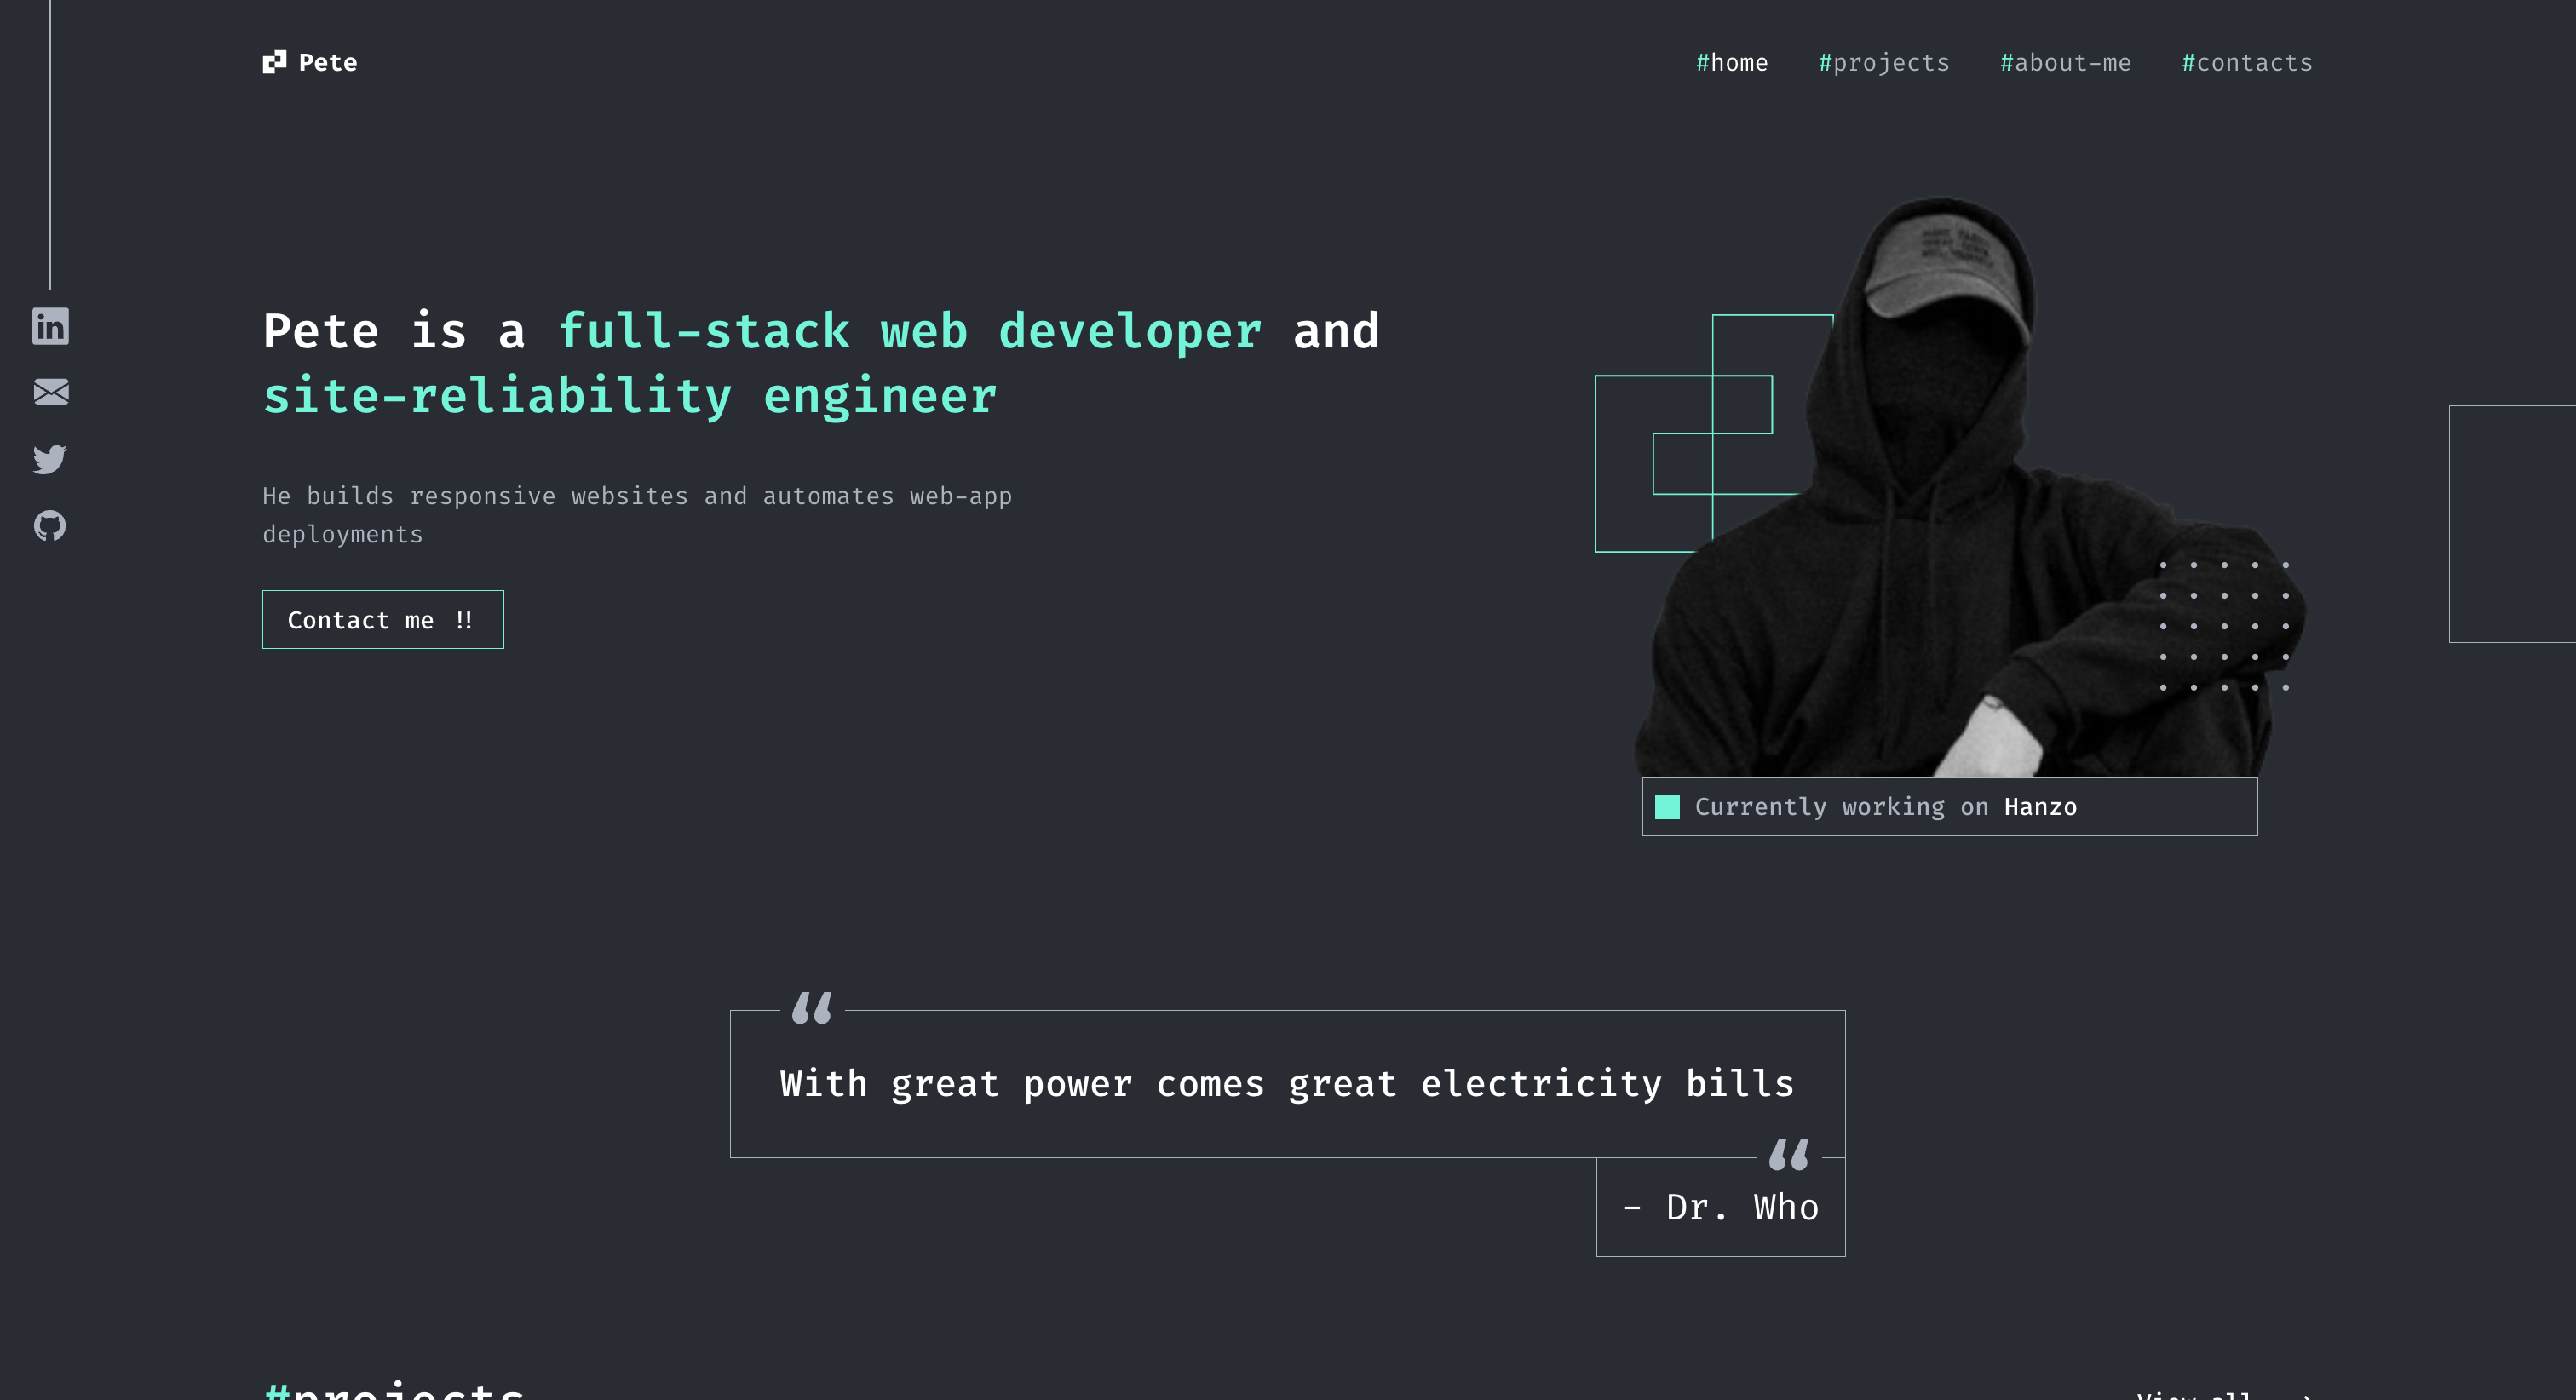 Pete
#home #projects #about-me #contacts
Pete is a full-stack web developer and
site-reliability engineer
He builds responsive websites and automates web-app
deployments
Contact me !!
Currently working on Hanzo
“
With great power comes great electricity bills
“
- Dr. Who
#projects
View all